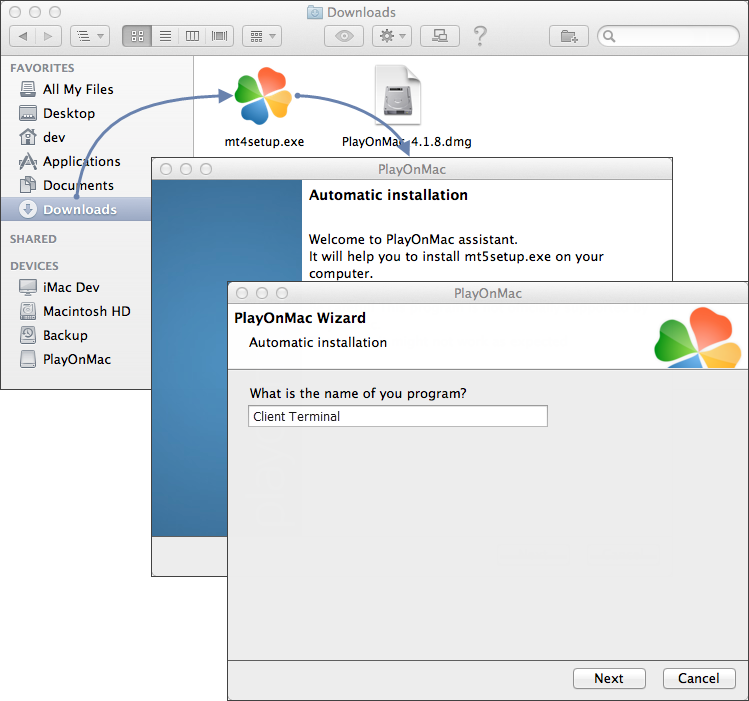 Downloads
FAVORITES
All My Files
Desktop
dev
Applications
Documents
Downloads
SHARED
DEVICES
iMac Dev
Macintosh HD
Backup
PlayOnMac
mt4setup.exe
PlayOnMac_4.1.8.dmg
PlayOnMac
Automatic installation
Welcome to PlayOnMac assistant.
It will help you to install mt5setup.exe on your
computer.
PlayOnMac
PlayOnMac Wizard
Automatic installation
What is the name of you program?
Client Terminal
Next
Cancel